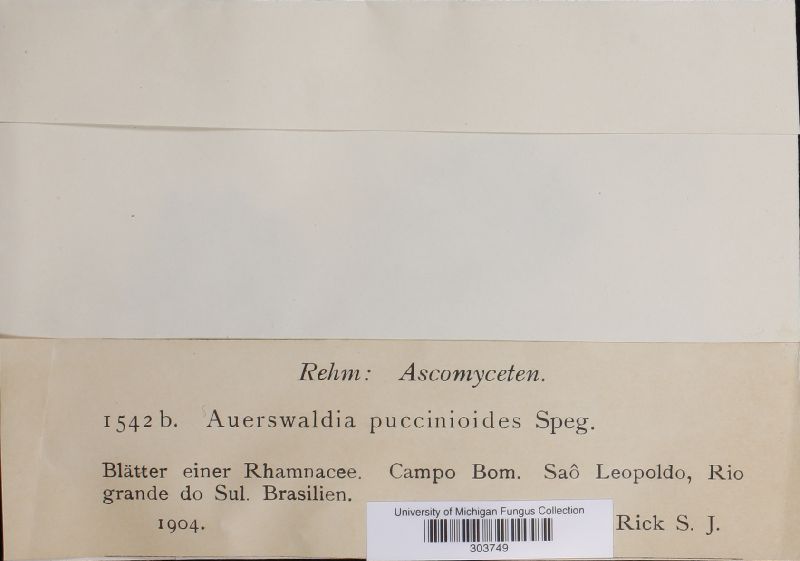 Rehm: Ascomyceten.
1542 b. Auerswaldia puccinioides Speg.
Blätter einer Rhamnacee. Campo Bom. Saô Leopoldo, Rio
grande do Sul. Brasilien.
1904. Rick S. J.
University of Michigan Fungus Collection
303749